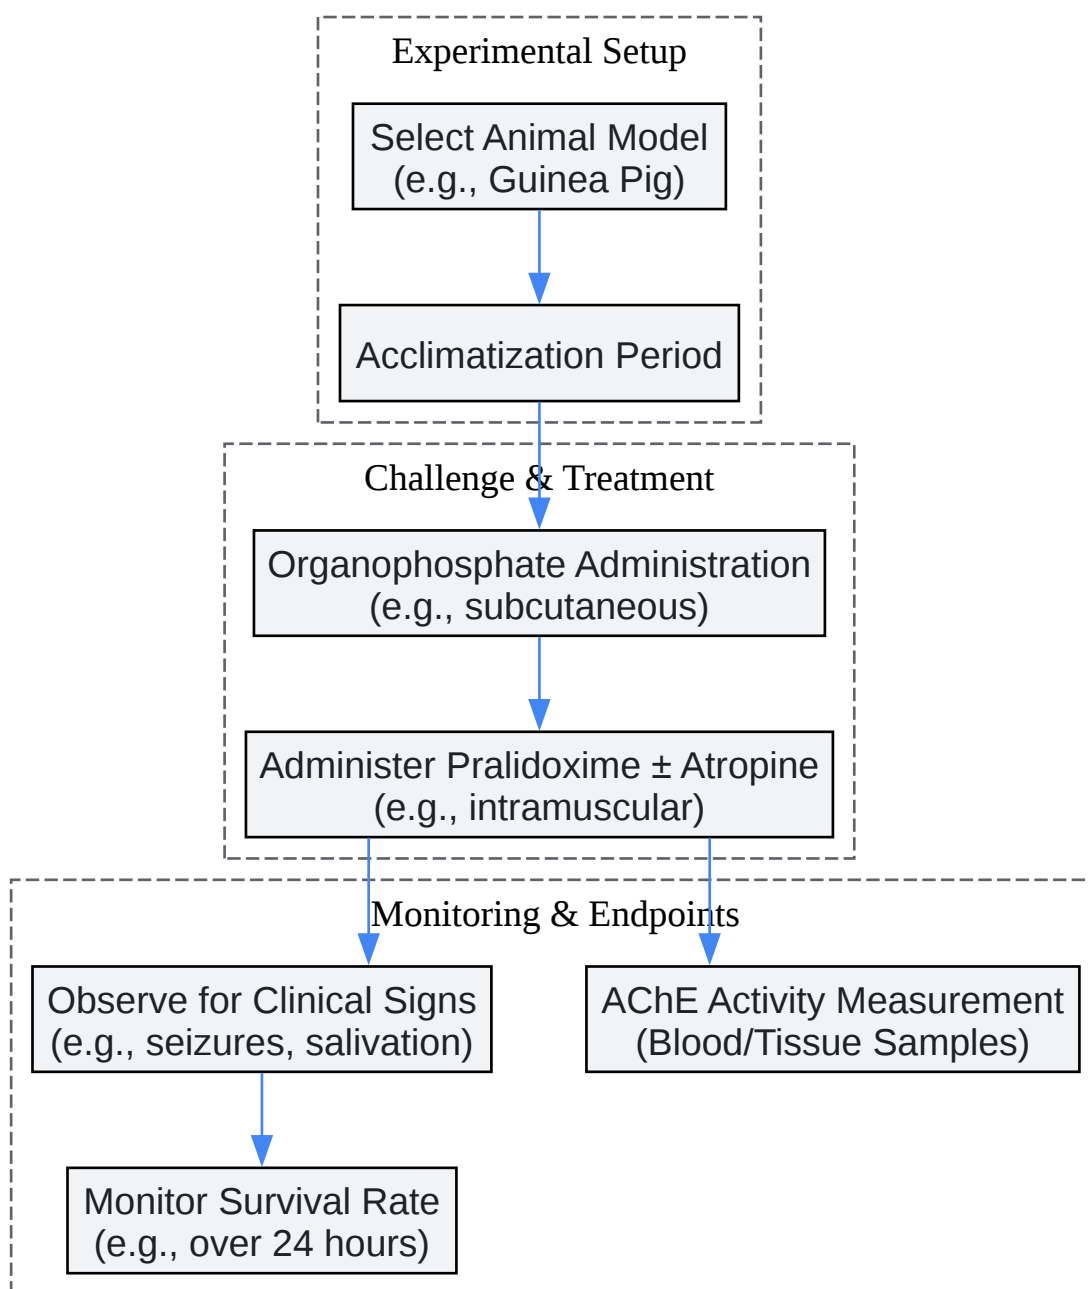 Experimental Setup
Select Animal Model
(e.g., Guinea Pig)
Acclimatization Period
Challenge & Treatment
Organophosphate Administration
(e.g., subcutaneous)
Administer Pralidoxime ± Atropine
(e.g., intramuscular)
Monitoring & Endpoints
Observe for Clinical Signs
(e.g., seizures, salivation)
AChE Activity Measurement
(Blood/Tissue Samples)
Monitor Survival Rate
(e.g., over 24 hours)